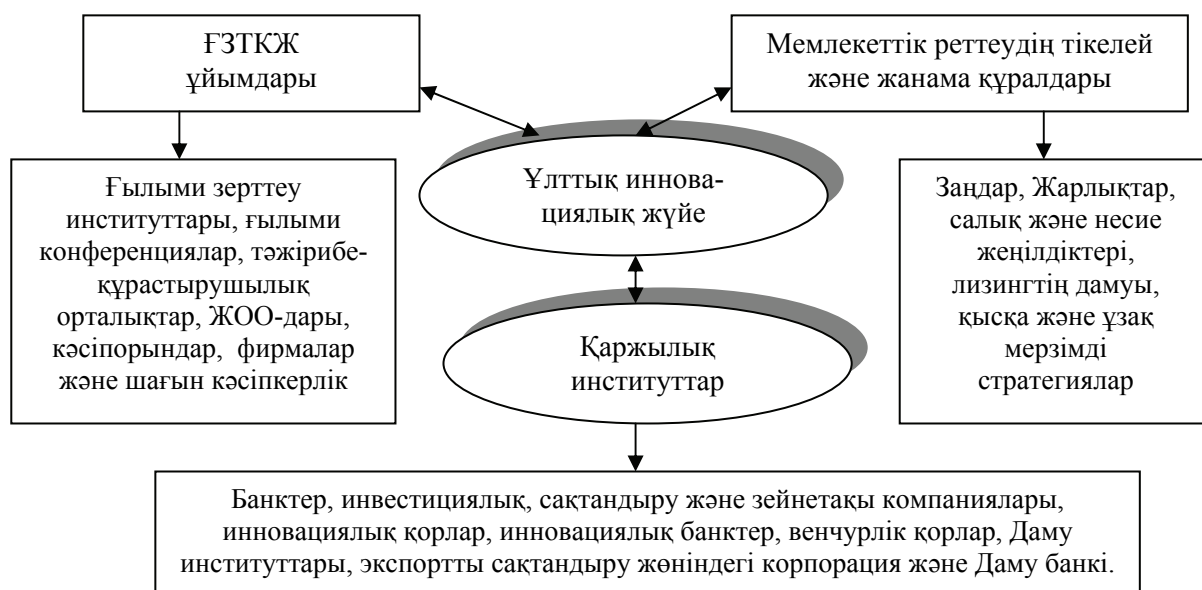 ҒЗТКЖ
ұйымдары
Мемлекеттік реттеудің тікелей
және жанама құралдары
Ұлттық иннова-
циялық жүйе
Ғылыми зерттеу
институттары, ғылыми
конференциялар, тәжірибе-
құрастырушылық
орталықтар, ЖОО-дары,
кәсіпорындар, фирмалар
және шағын кәсіпкерлік
Заңдар, Жарлықтар,
салық және несие
жеңілдіктері,
лизингтің дамуы,
қысқа және ұзақ
мерзімді
стратегиялар
Қаржылық
институттар
Банктер, инвестициялық, сақтандыру және зейнетақы компаниялары,
инновациялық қорлар, инновациялық банктер, венчурлік қорлар, Даму
институттары, экспортты сақтандыру жөніндегі корпорация және Даму банкі.